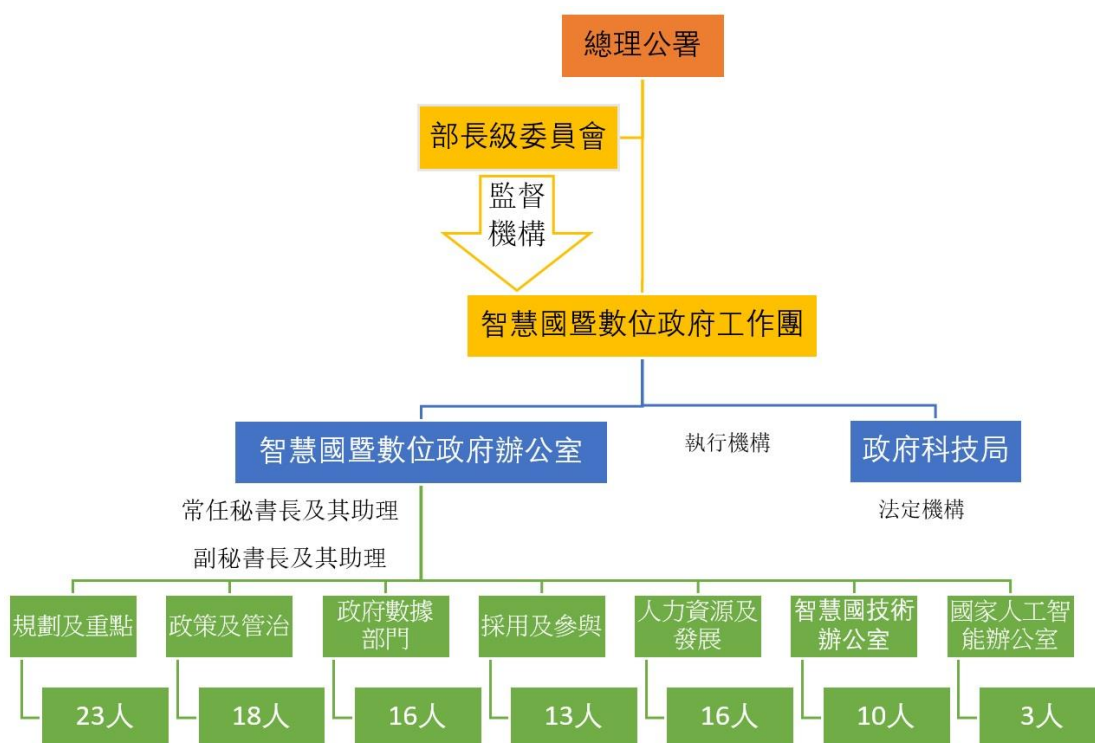 總理公署
部長級委員會
監督
機構
智慧國暨數位政府工作團
智慧國暨數位政府辦公室
執行機構
政府科技局
常任秘書長及其助理
法定機構
副秘書長及其助理
規劃及重點
政策及管治
政府數據
部門
採用及參與
人力資源及
發展
智慧國技術
辦公室
國家人工智
能辦公室
23人
18人
16人
13人
16人
10人
3人